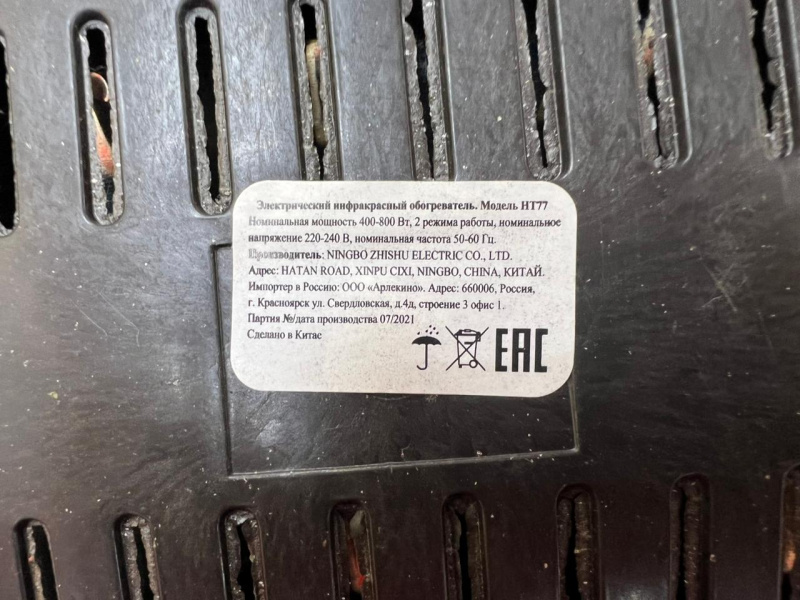 Электрический инфракрасный обогреватель. Модель HT77
Номинальная мощность 400-800 Вт, 2 режима работы, номинальное
напряжение 220-240 В, номинальная частота 50-60 Гц.
Производитель: NINGBO ZHISHU ELECTRIC CO., LTD.
Адрес: HATAN ROAD, XINPU CIXI, NINGBO, CHINA, КИТАЙ.
Импортер в Россию: ООО «Арлекино». Адрес: 660006, Россия,
г. Красноярск ул. Свердловская, д.4д, строение 3 офис 1.
Партия №/дата производства 07/2021
Сделано в Китае
EAC